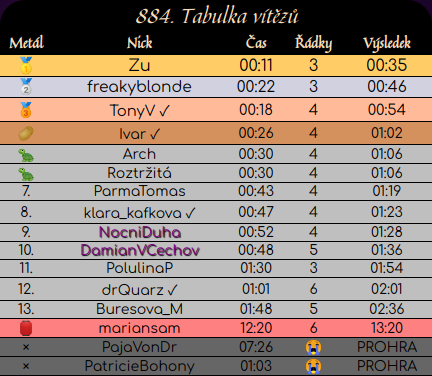 884. Tabulka vítězů
Metál Nick Čas Řádky Výsledek
🥇 Zu 00:11 3 00:35
🥈 freakyblonde 00:22 3 00:46
🥉 TonyV ✓ 00:18 4 00:54
🥔 Ivar ✓ 00:26 4 01:02
🐢 Arch 00:30 4 01:06
🐢 Roztržitá 00:30 4 01:06
7. ParmaTomas 00:43 4 01:19
8. klara_kafkova ✓ 00:47 4 01:23
9. NocniDuha 00:52 4 01:28
10. DamianVCechov 00:48 5 01:36
11. PolulinaP 01:30 3 01:54
12. drQuarz ✓ 01:01 6 02:01
13. Buresova_M 01:48 5 02:36
mariansam 12:20 6 13:20
× PajaVonDr 07:26 😭 PROHRA
× PatricieBohony 01:03 😭 PROHRA